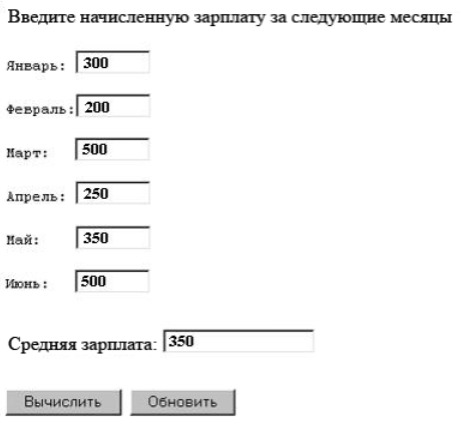 Введите начисленную зарплату за следующие месяцы
Январь: 300
Февраль: 200
Март: 500
Апрель: 250
Май: 350
Июнь: 500
Средняя зарплата: 350
Вычислить Обновить